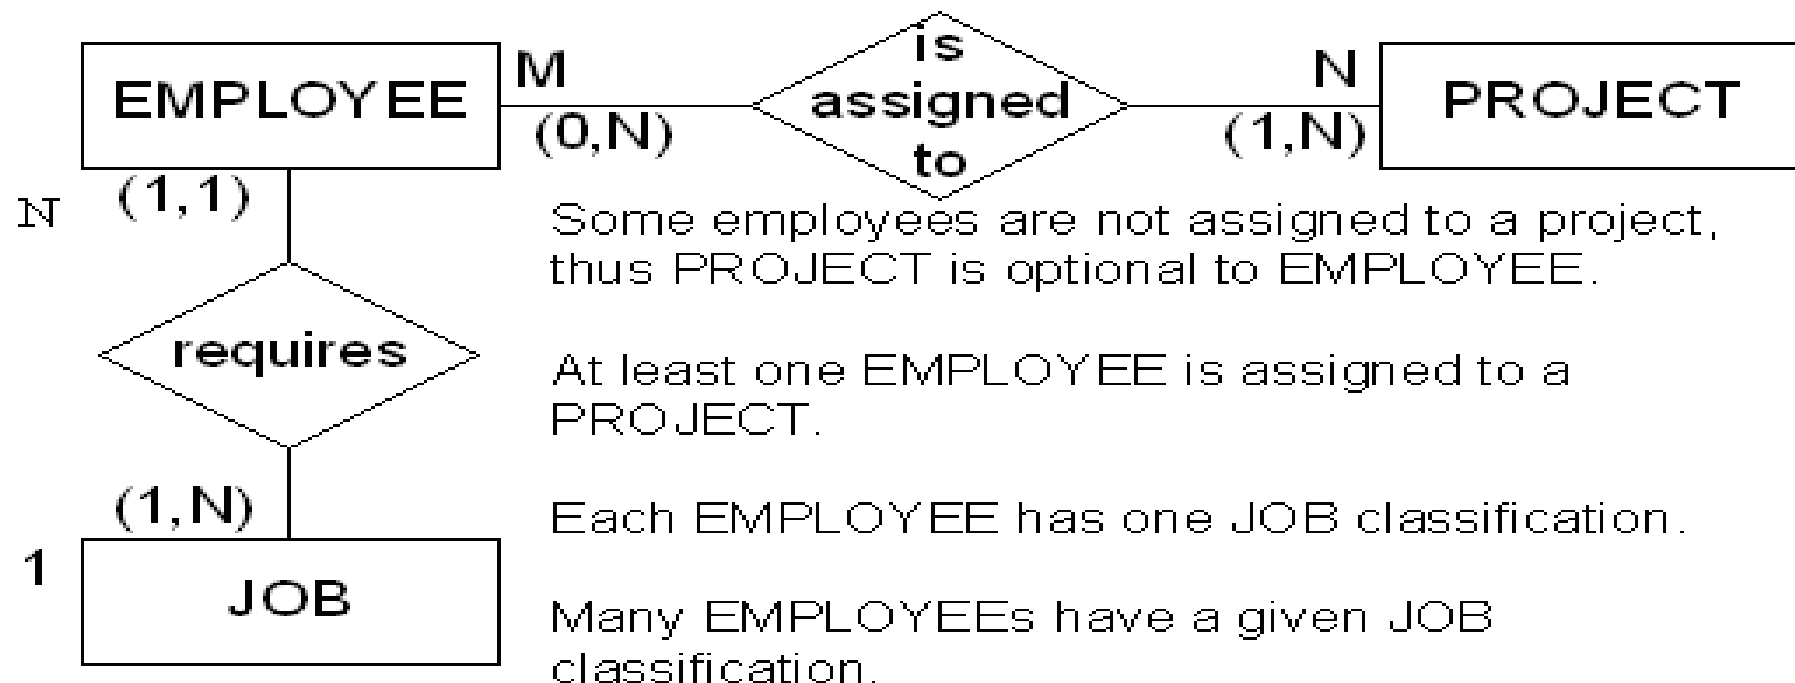 EMPLOYEE
M
(0,N)
is
assigned
to
N
(1,N)
PROJECT
N
(1,1)
requires
(1,N)
1
JOB
Some employees are not assigned to a project,
thus PROJECT is optional to EMPLOYEE.
At least one EMPLOYEE is assigned to a
PROJECT.
Each EMPLOYEE has one JOB classification.
Many EMPLOYEEs have a given JOB
classification.